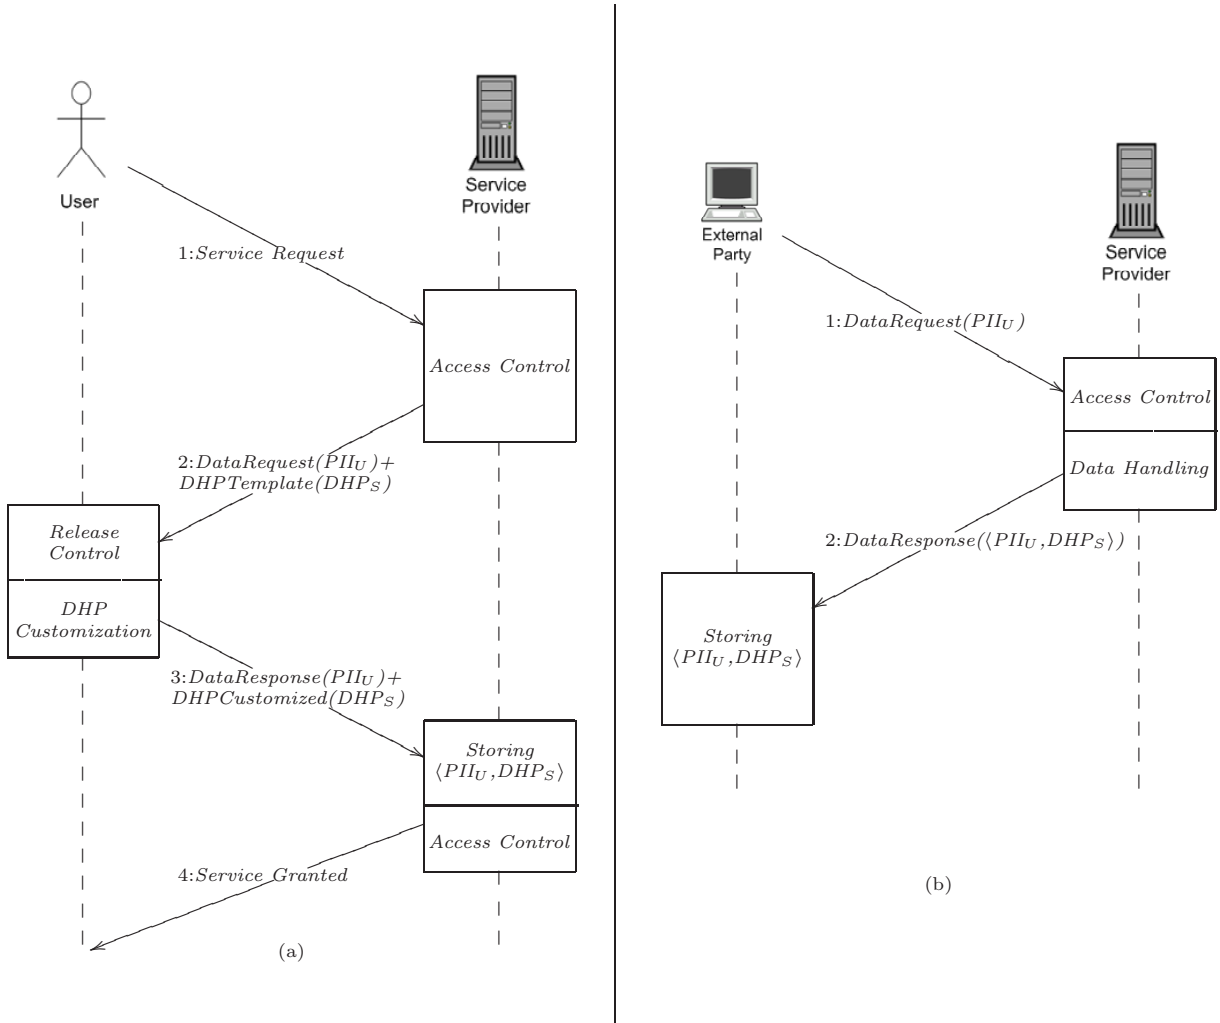 User
Service
Provider
1:Service Request
Access Control
2:DataRequest(PII_U)+
DHPTemplate(DHP_S)
Release
Control
DHP
Customization
3:DataResponse(PII_U)+
DHPCustomized(DHP_S)
Storing
⟨PII_U,DHP_S⟩
Access Control
4:Service Granted
(a)
External
Party
Service
Provider
1:DataRequest(PII_U)
Access Control
Data Handling
2:DataResponse(⟨PII_U,DHP_S⟩)
Storing
⟨PII_U,DHP_S⟩
(b)